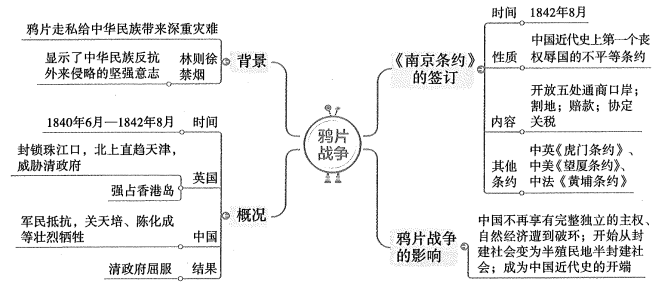 鸦片
战争
背景
鸦片走私给中华民族带来深重灾难
林则徐
禁烟
显示了中华民族反抗
外来侵略的坚强意志
概况
时间
1840年6月—1842年8月
英国
封锁珠江口，北上直趋天津，
威胁清政府
强占香港岛
中国
军民抵抗，关天培、陈化成
等壮烈牺牲
结果
清政府屈服
《南京条约》
的签订
时间
1842年8月
性质
中国近代史上第一个丧
权辱国的不平等条约
内容
开放五处通商口岸；
割地；赔款；协定
关税
其他
条约
中英《虎门条约》、
中美《望厦条约》、
中法《黄埔条约》
鸦片战争
的影响
中国不再享有完整独立的主权、
自然经济遭到破坏；开始从封
建社会变为半殖民地半封建社
会；成为中国近代史的开端